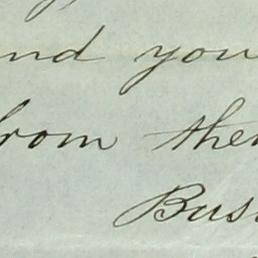 nd you
from the
Bus